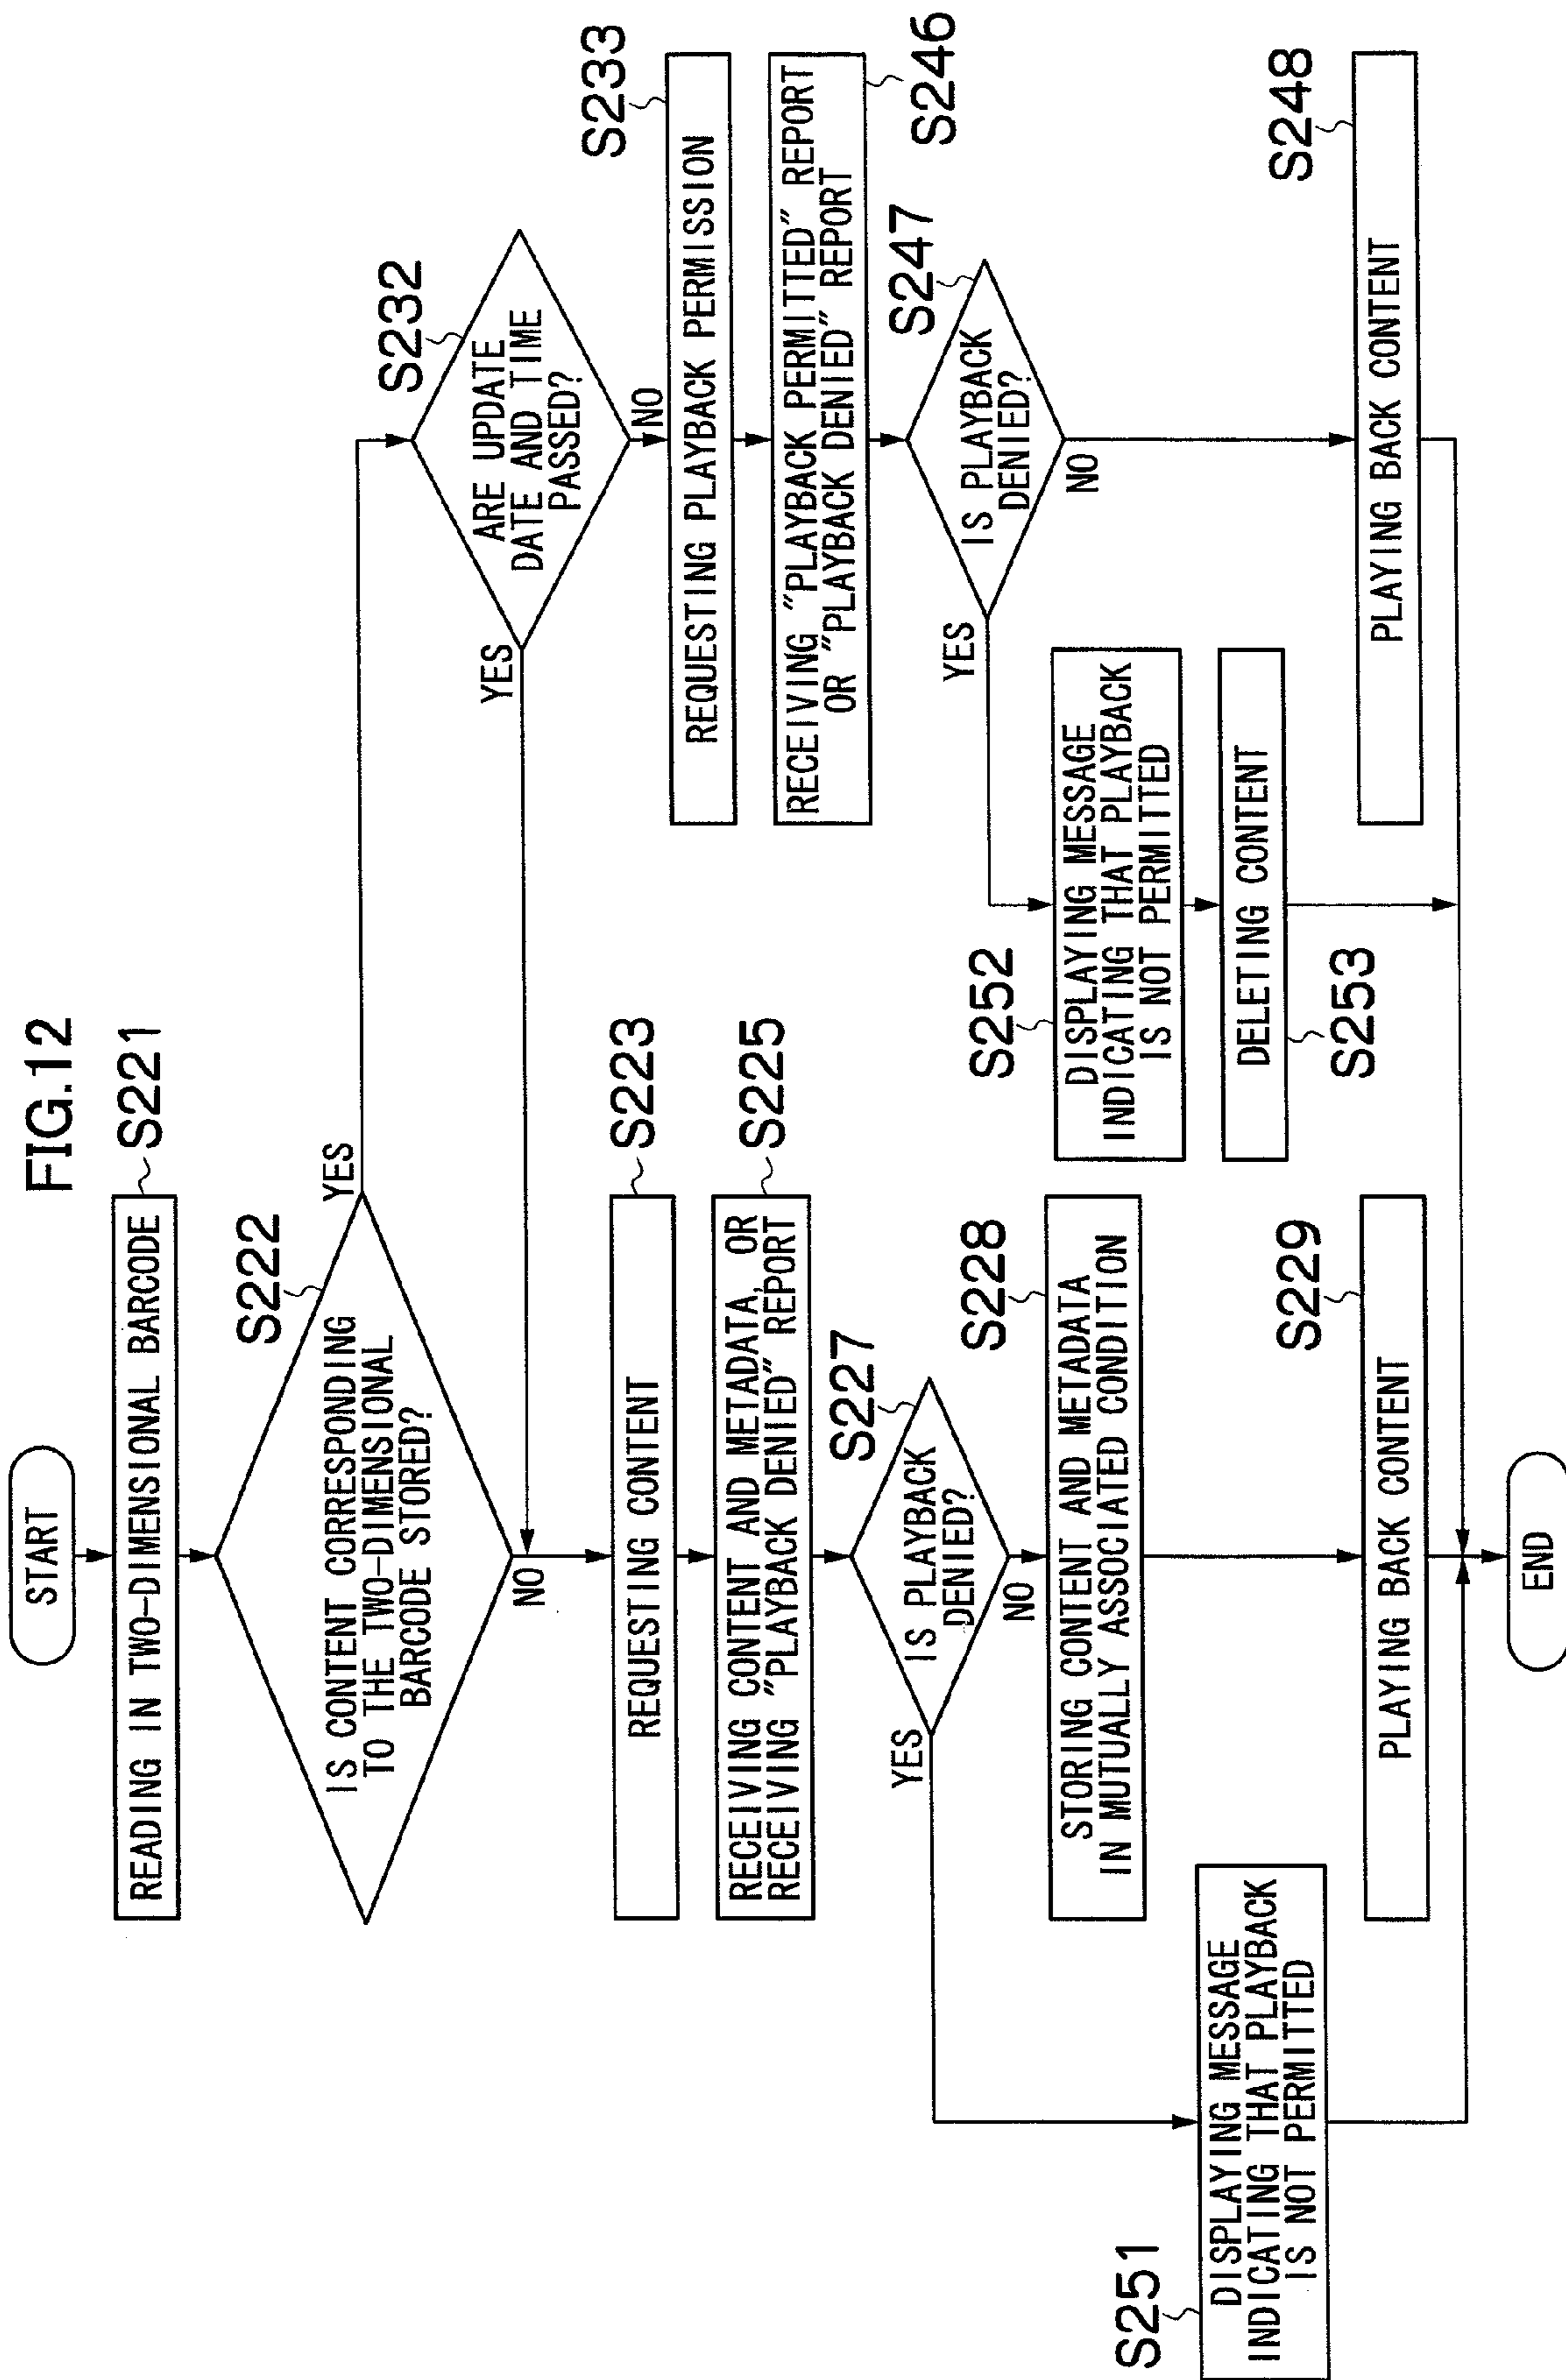 FIG.12
START
READING IN TWO-DIMENSIONAL BARCODE
S221
IS CONTENT CORRESPONDING
TO THE TWO-DIMENSIONAL
BARCODE STORED?
S222
YES
NO
ARE UPDATE
DATE AND TIME
PASSED?
S232
YES
NO
REQUESTING CONTENT
S223
RECEIVING CONTENT AND METADATA, OR
RECEIVING "PLAYBACK DENIED" REPORT
S225
IS PLAYBACK
DENIED?
S227
YES
NO
STORING CONTENT AND METADATA
IN MUTUALLY ASSOCIATED CONDITION
S228
PLAYING BACK CONTENT
S229
DISPLAYING MESSAGE
INDICATING THAT PLAYBACK
IS NOT PERMITTED
S251
REQUESTING PLAYBACK PERMISSION
S233
RECEIVING "PLAYBACK PERMITTED" REPORT
OR "PLAYBACK DENIED" REPORT
S246
IS PLAYBACK
DENIED?
S247
YES
NO
DISPLAYING MESSAGE
INDICATING THAT PLAYBACK
IS NOT PERMITTED
S252
DELETING CONTENT
S253
PLAYING BACK CONTENT
S248
END